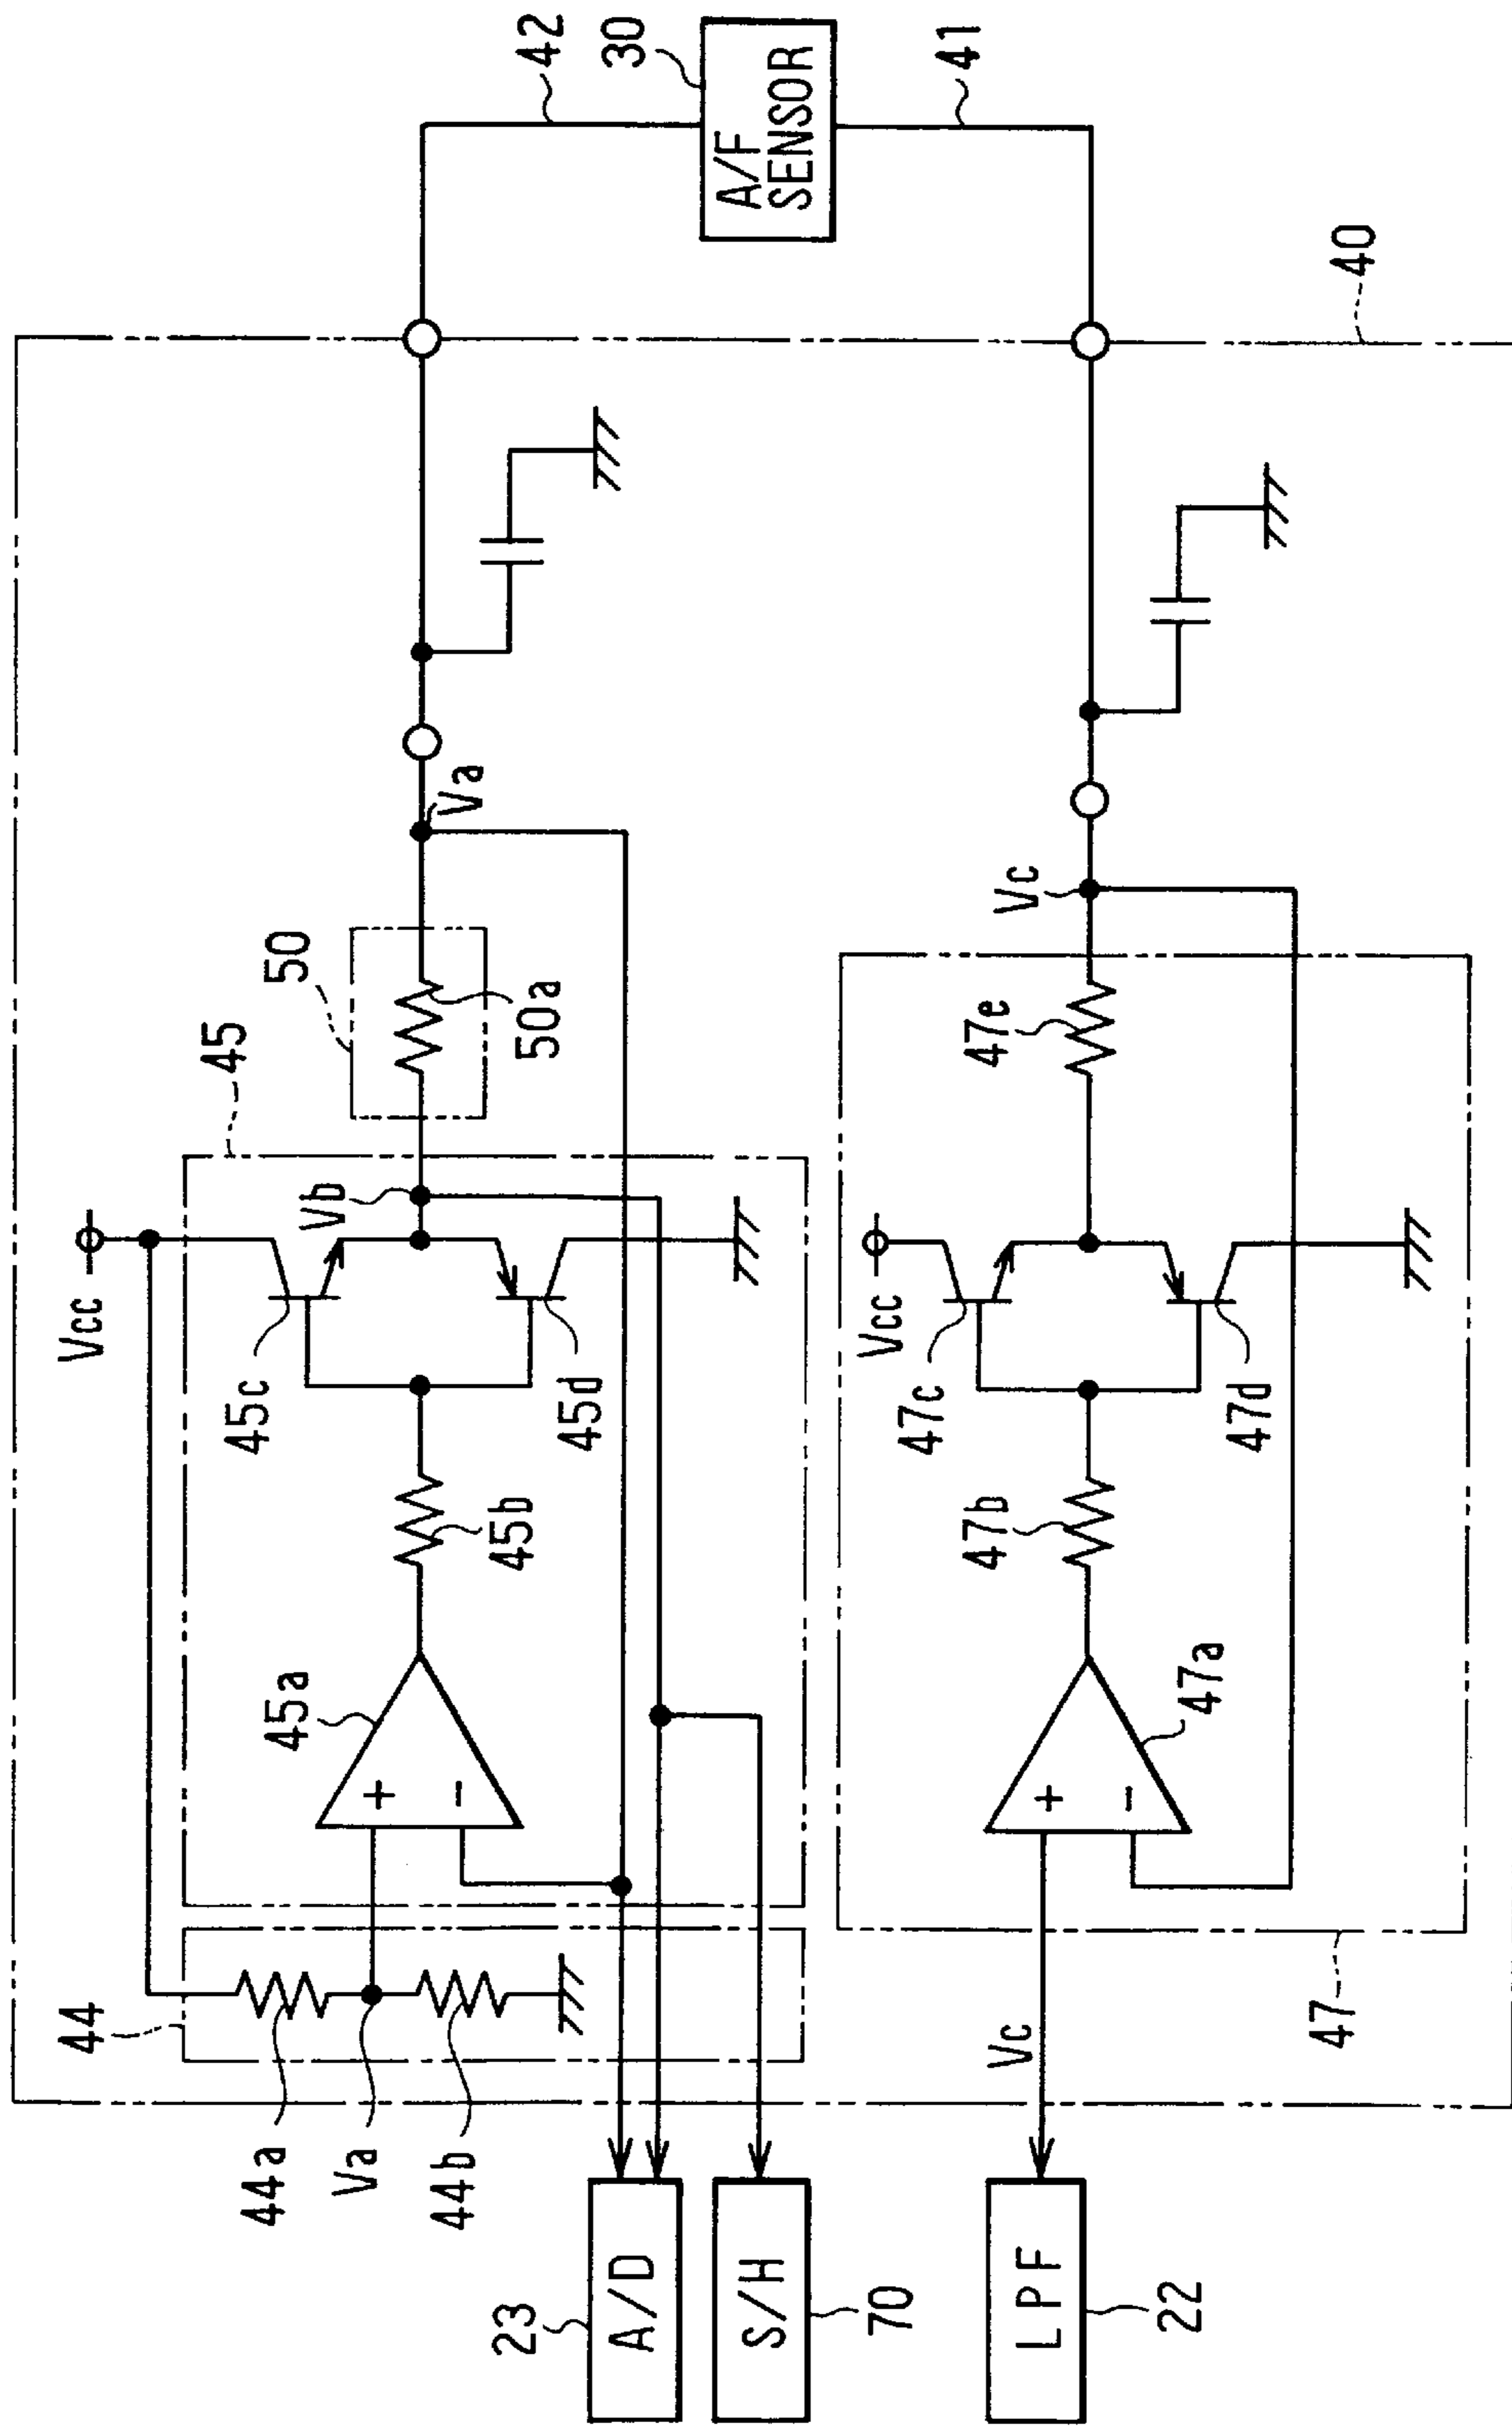 42
30
A/F
SENSOR
41
40
Va
Vc
50
50a
45
Vb
47e
Vcc
45c
45d
Vcc
47c
47d
45b
47b
45a
+
-
47a
+
-
44
44a
Va
44b
Vc
47
23
A/D
S/H
70
LPF
22